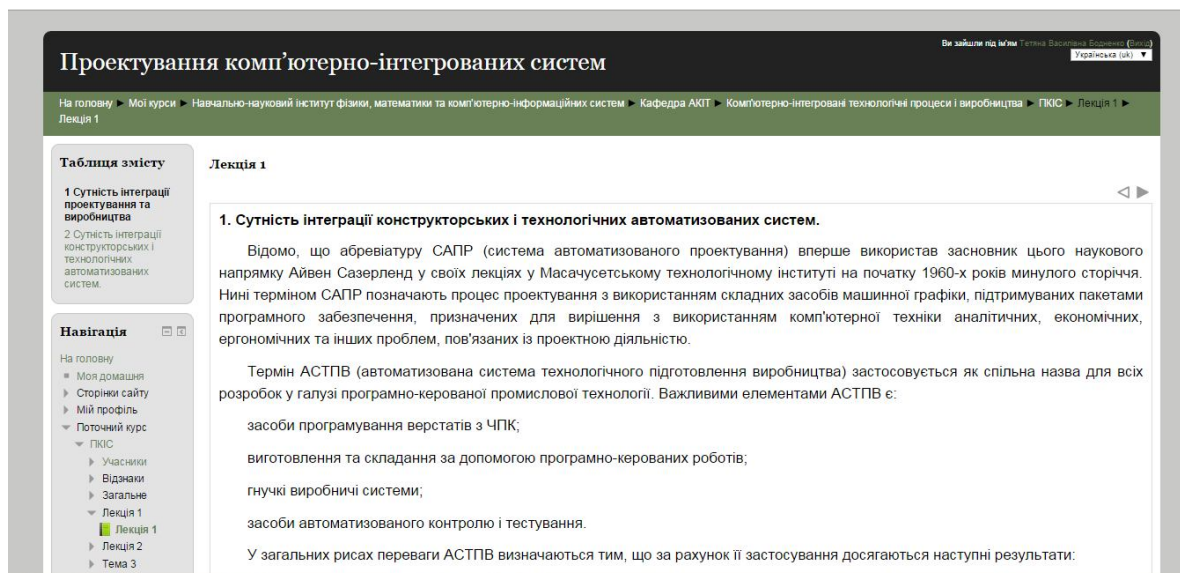 Ви зайшли під ім'ям Тетяна Василівна Бодненко (Вихід)
Українська (uk) ▼
Проектування комп'ютерно-інтегрованих систем
На головну ► Мої курси ► Навчально-науковий інститут фізики, математики та комп'ютерно-інформаційних систем ► Кафедра АКІТ ► Комп'ютерно-інтегровані технологічні процеси і виробництва ► ПКІС ► Лекція 1 ►
Лекція 1
Таблиця змісту
1 Сутність інтеграції
проектування та
виробництва
2 Сутність інтеграції
конструкторських і
технологічних
автоматизованих
систем.
Навігація
На головну
Моя домашня
Сторінки сайту
Мій профіль
Поточний курс
ПКІС
Учасники
Відзнаки
Загальне
Лекція 1
Лекція 1
Лекція 2
Тема 3
Лекція 1
1. Сутність інтеграції конструкторських і технологічних автоматизованих систем.
Відомо, що абревіатуру САПР (система автоматизованого проектування) вперше використав засновник цього наукового
напрямку Айвен Сазерленд у своїх лекціях у Масачусетському технологічному інституті на початку 1960-х років минулого сторіччя.
Нині терміном САПР позначають процес проектування з використанням складних засобів машинної графіки, підтримуваних пакетами
програмного забезпечення, призначених для вирішення з використанням комп'ютерної техніки аналітичних, економічних,
ергономічних та інших проблем, пов'язаних із проектною діяльністю.
Термін АСТПВ (автоматизована система технологічного підготовлення виробництва) застосовується як спільна назва для всіх
розробок у галузі програмно-керованої промислової технології. Важливими елементами АСТПВ є:
засоби програмування верстатів з ЧПК;
виготовлення та складання за допомогою програмно-керованих роботів;
гнучкі виробничі системи;
засоби автоматизованого контролю і тестування.
У загальних рисах переваги АСТПВ визначаються тим, що за рахунок її застосування досягаються наступні результати: